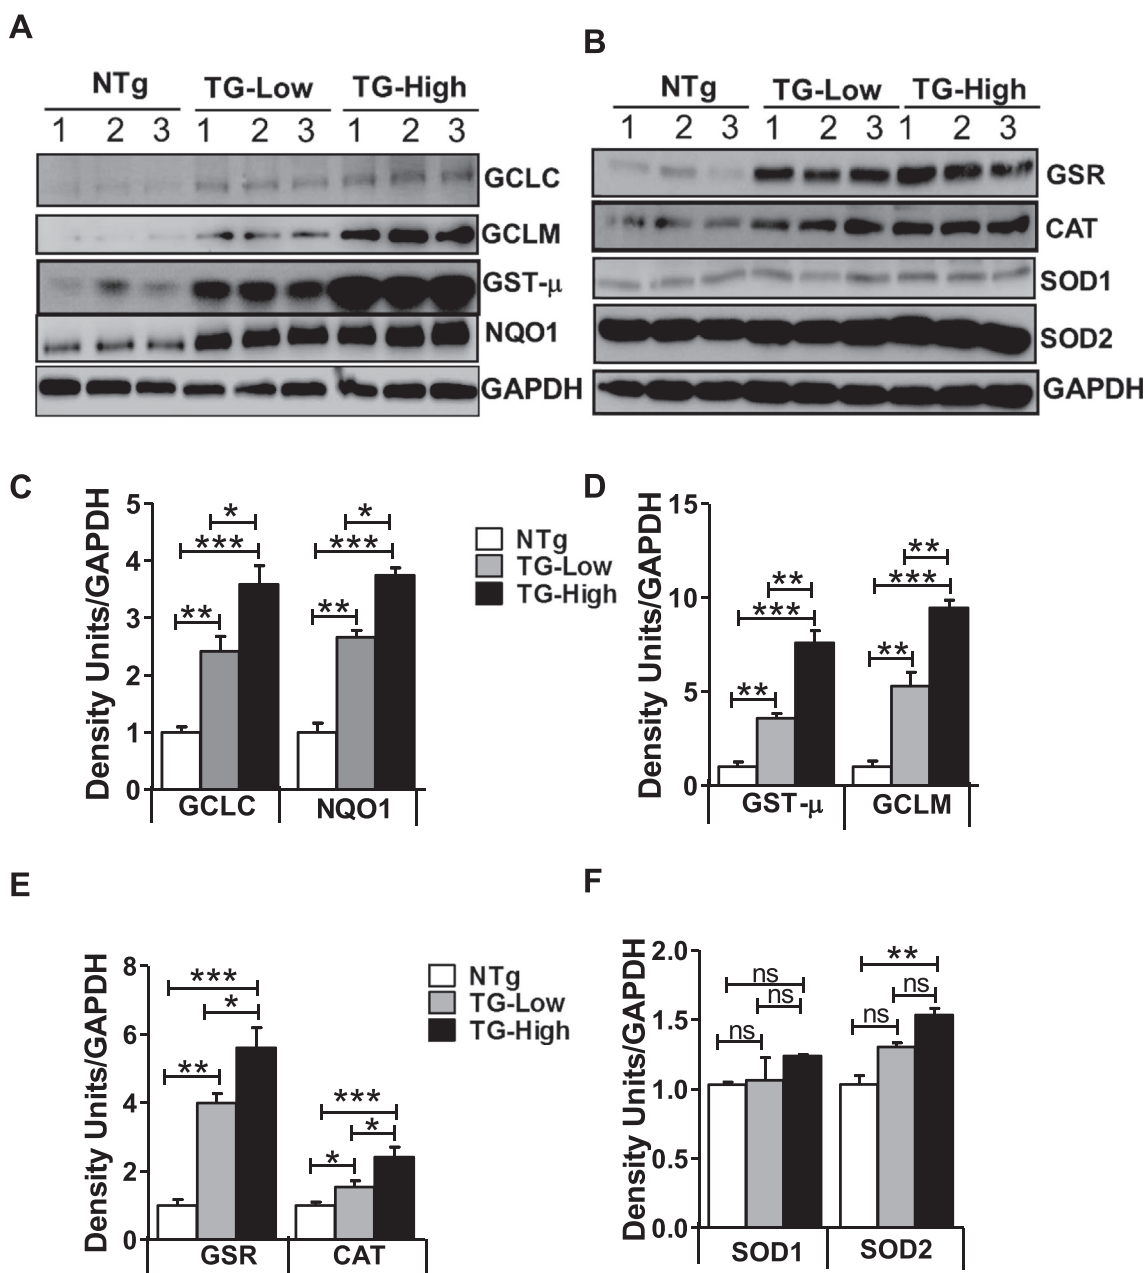 A
NTg TG-Low TG-High
1 2 3 1 2 3 1 2 3
GCLC
GCLM
GST-μ
NQO1
GAPDH
B
NTg TG-Low TG-High
1 2 3 1 2 3 1 2 3
GSR
CAT
SOD1
SOD2
GAPDH
C
Density Units/GAPDH
5
4
3
2
1
0
* *
*** ***
** **
GCLC NQO1
NTg
TG-Low
TG-High
D
Density Units/GAPDH
15
10
5
0
** **
*** ***
** **
GST-μ GCLM
E
Density Units/GAPDH
8
6
4
2
0
***
*
**
***
*
*
GSR CAT
NTg
TG-Low
TG-High
F
Density Units/GAPDH
2.0
1.5
1.0
0.5
0.0
ns
ns
ns
**
ns
ns
SOD1 SOD2